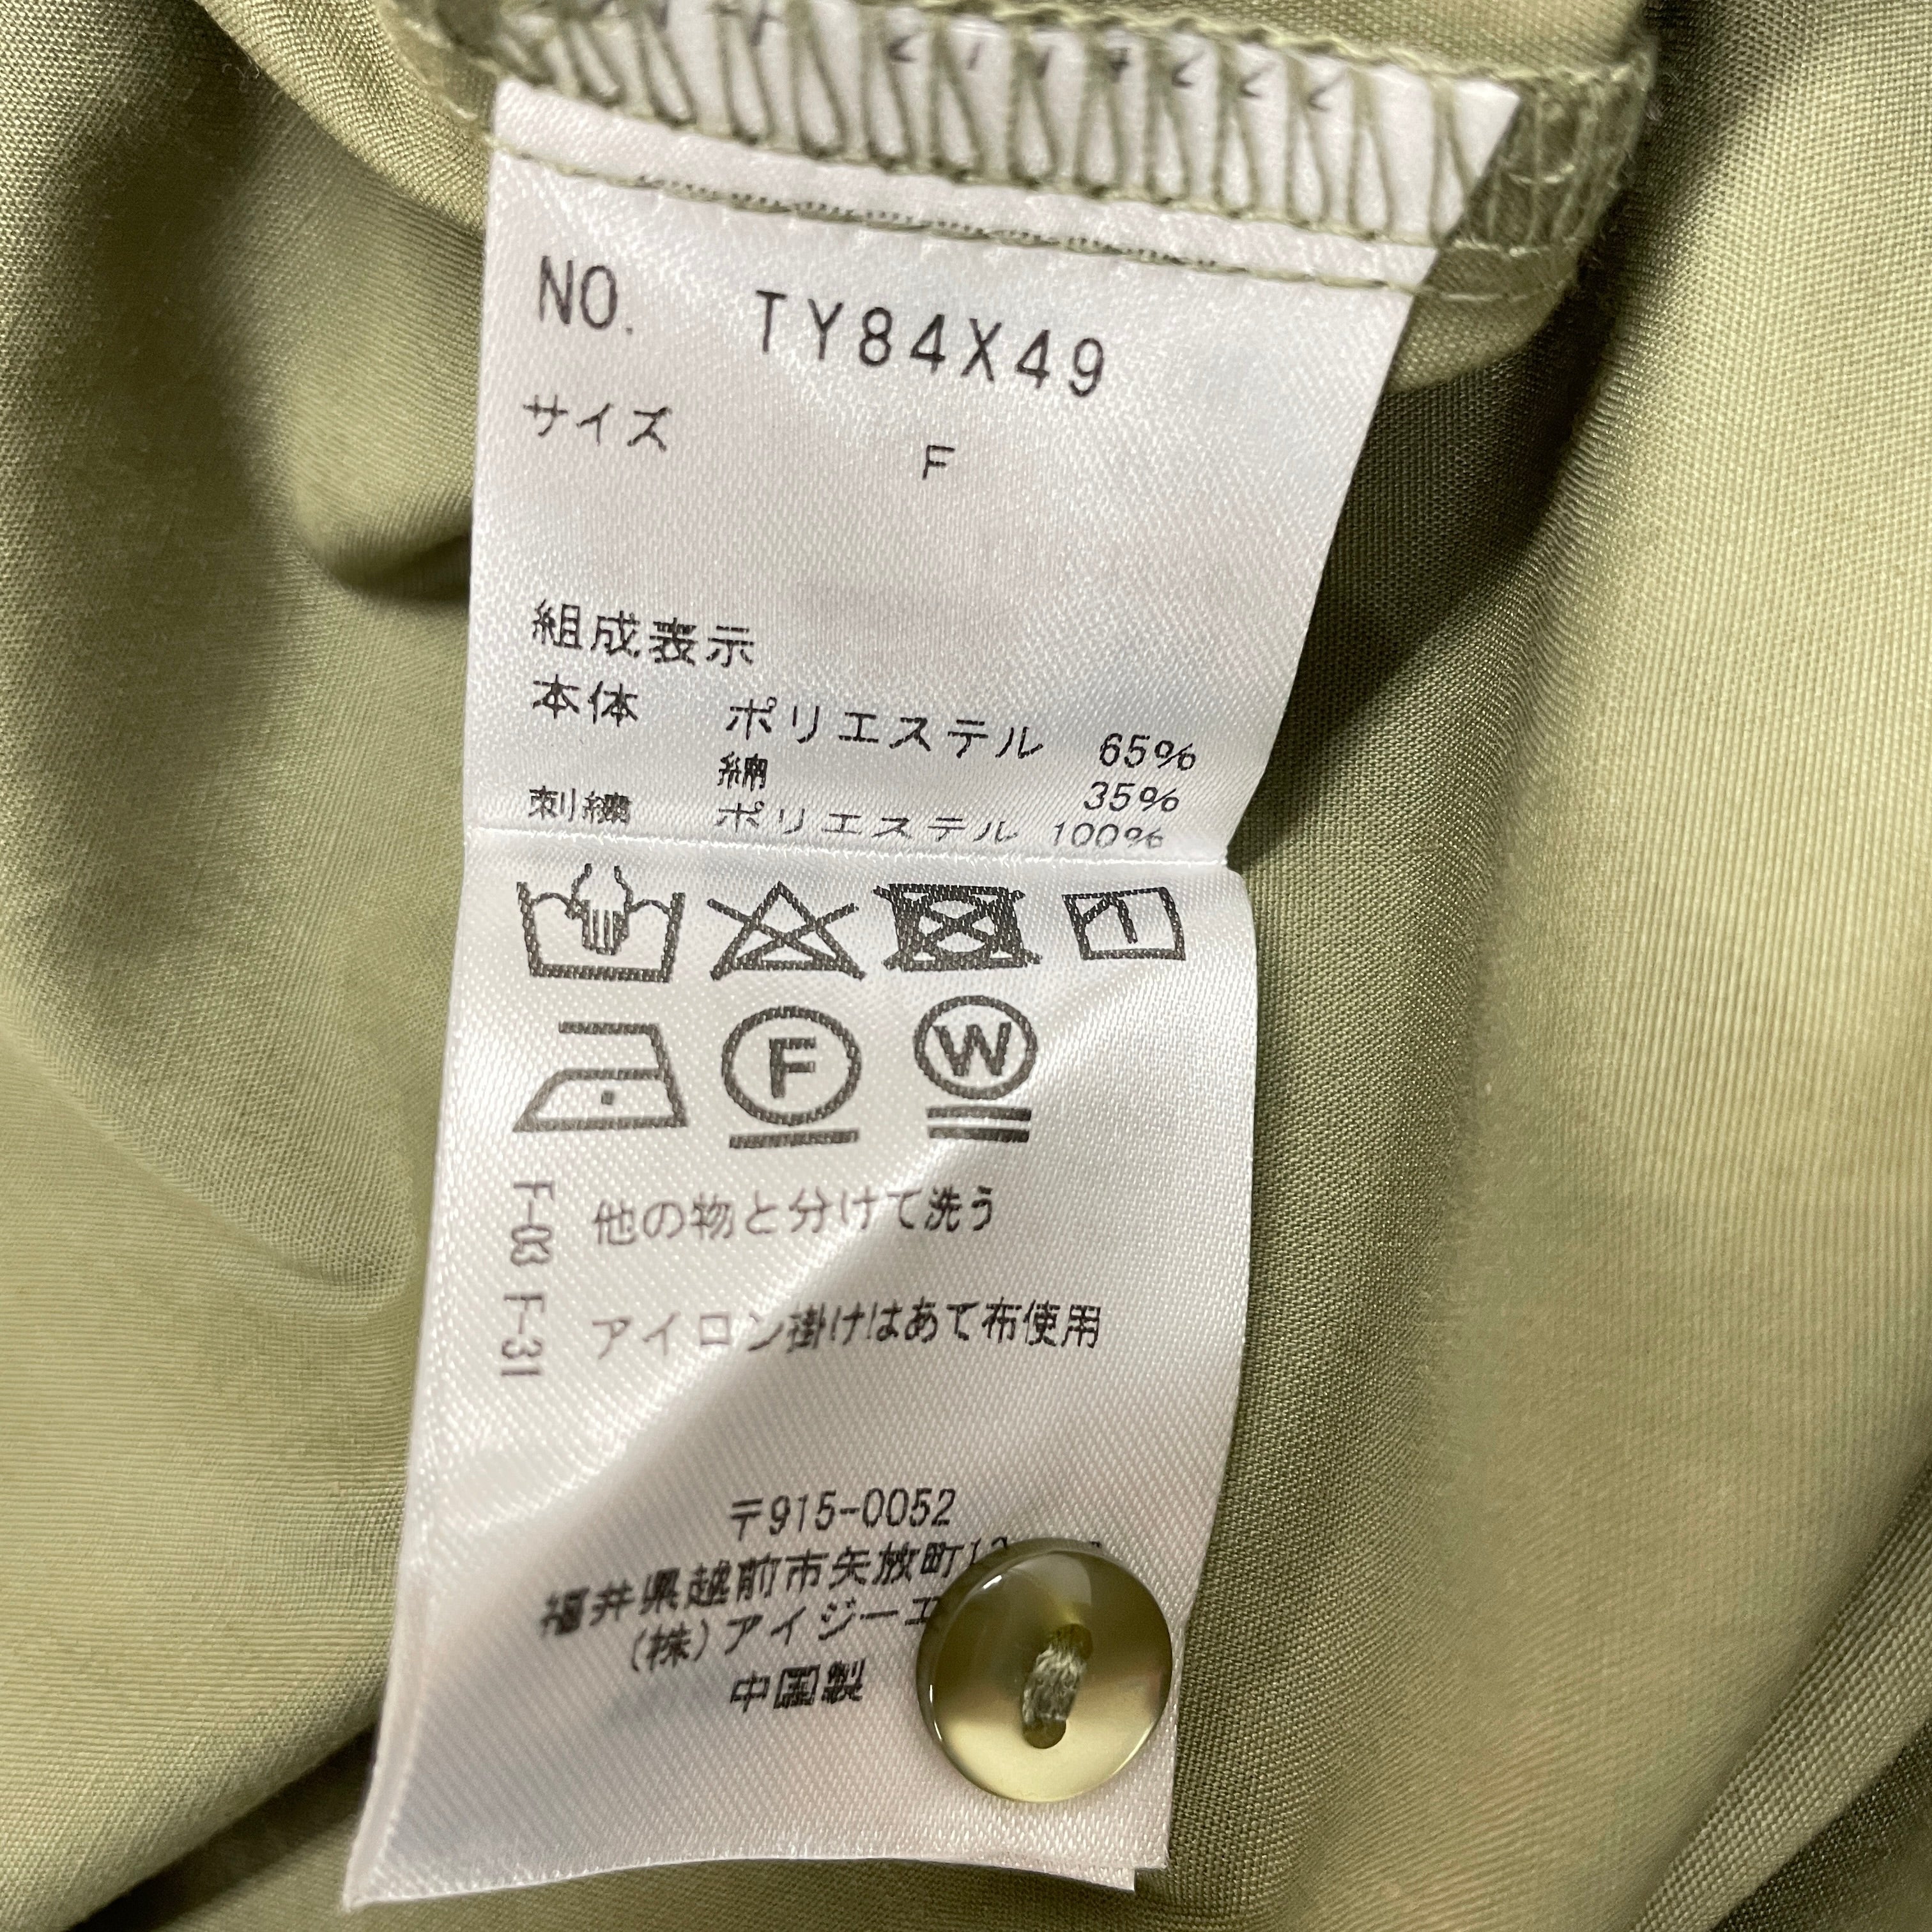 NO. TY84X49
サイズ F
組成表示
本体 ポリエステル 65%
綿 35%
刺繍 ポリエステル 100%
F
W
F-03 F-31
他の物と分けて洗う
アイロン掛けはあて布使用
〒915-0052
福井県越前市矢放町
(株)アイジーエ
中国製